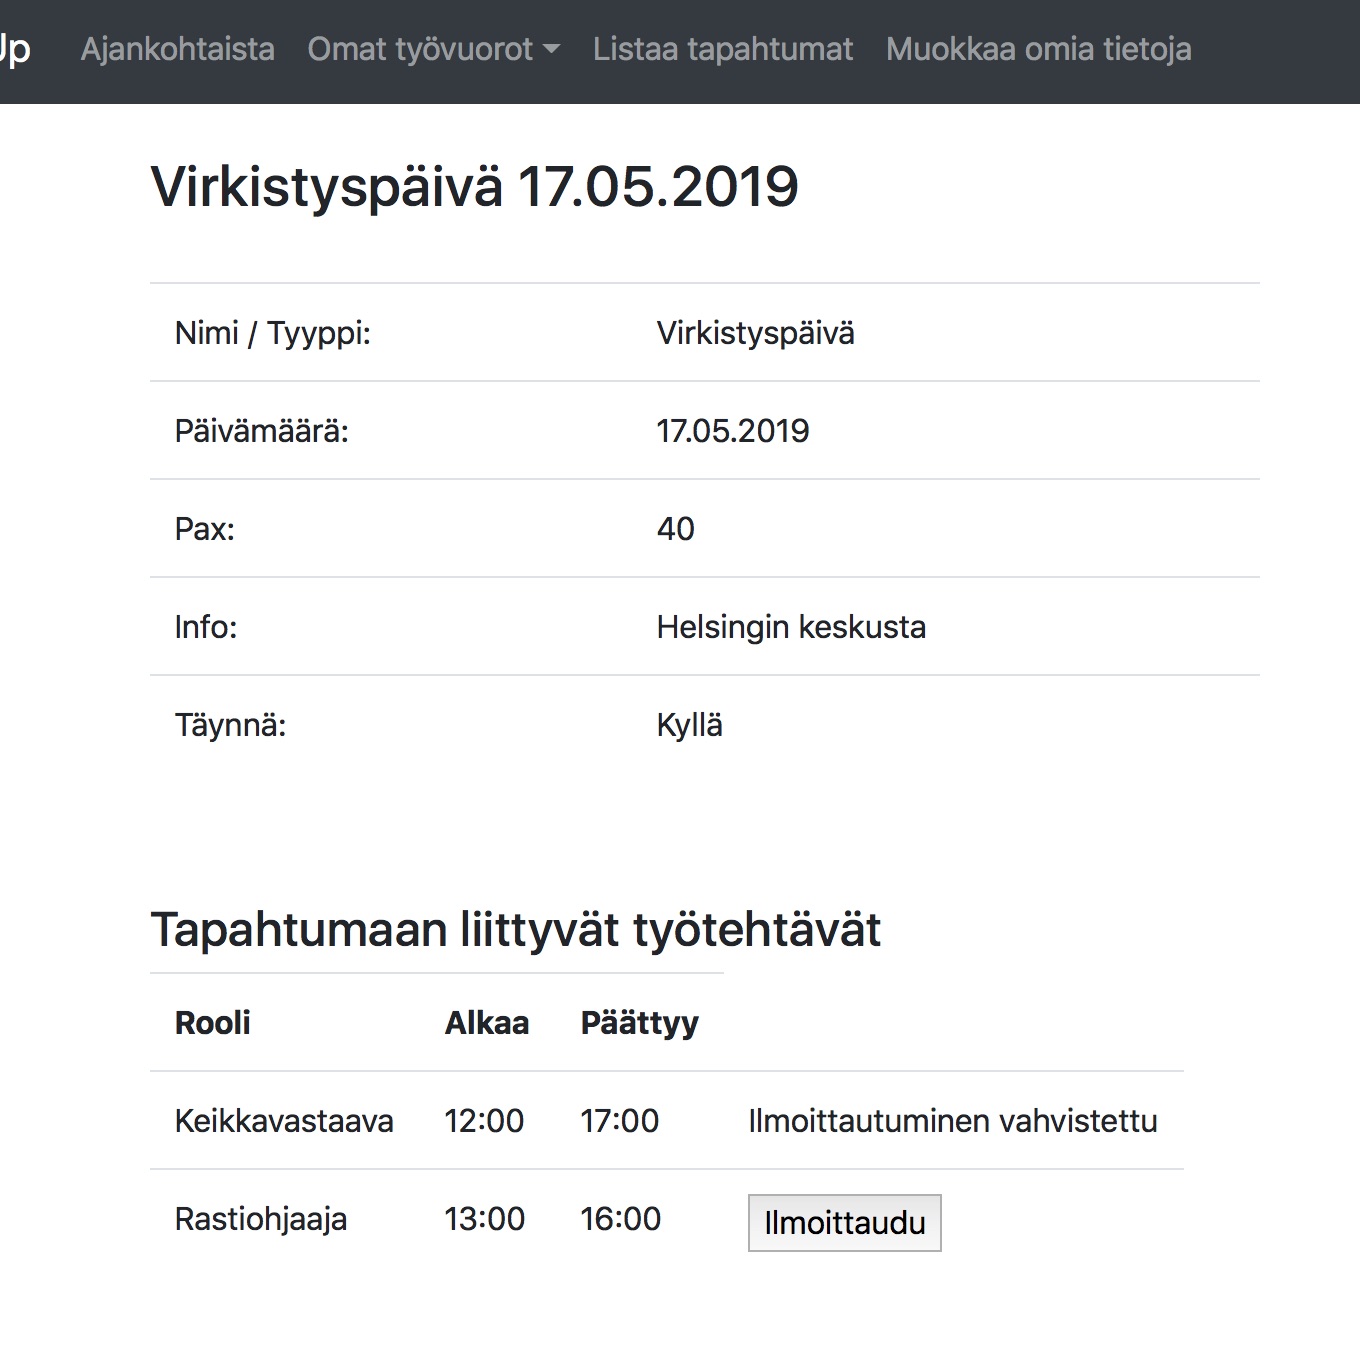 Ajankohtaista Omat työvuorot Listaa tapahtumat Muokkaa omia tietoja
Virkistyspäivä 17.05.2019
Nimi / Tyyppi: Virkistyspäivä
Päivämäärä: 17.05.2019
Pax: 40
Info: Helsingin keskusta
Täynnä: Kyllä
Tapahtumaan liittyvät työtehtävät
Rooli Alkaa Päättyy
Keikkavastaava 12:00 17:00 Ilmoittautuminen vahvistettu
Rastiohjaaja 13:00 16:00 Ilmoittaudu